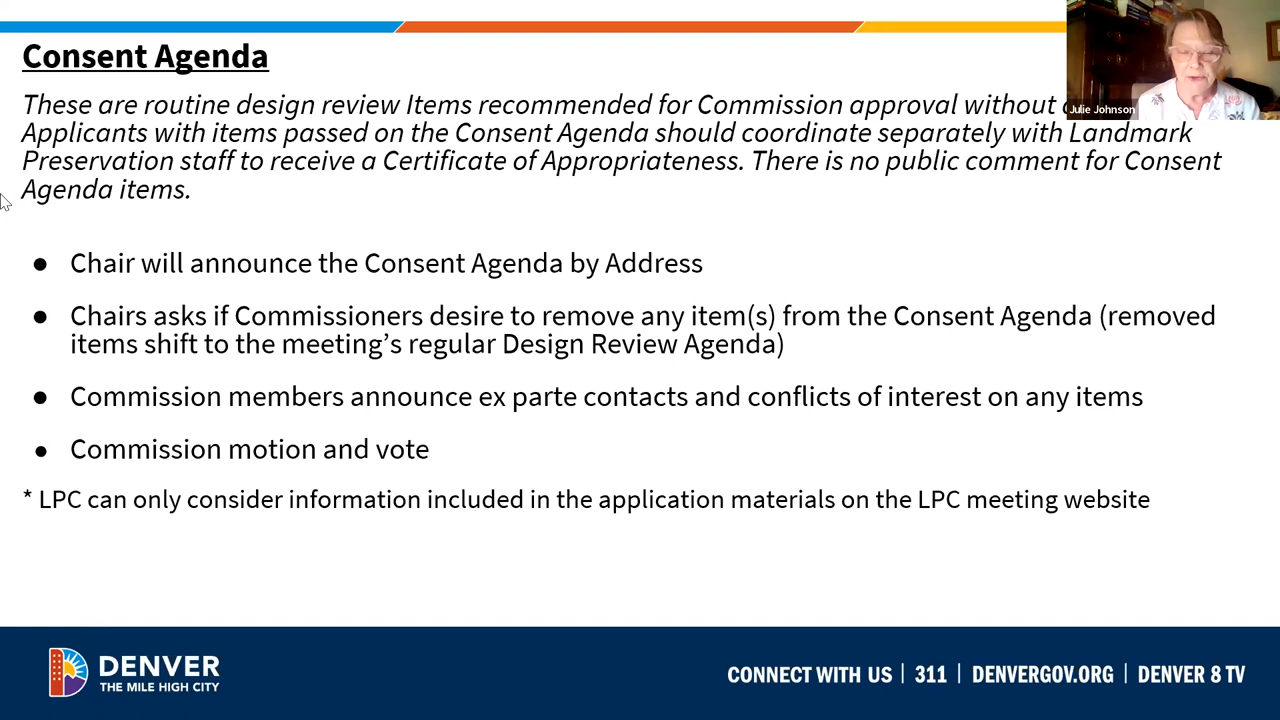 Consent Agenda
These are routine design review Items recommended for Commission approval without
Applicants with items passed on the Consent Agenda should coordinate separately with Landmark
Preservation staff to receive a Certificate of Appropriateness. There is no public comment for Consent
Agenda items.
Julie Johnson
● Chair will announce the Consent Agenda by Address
● Chairs asks if Commissioners desire to remove any item(s) from the Consent Agenda (removed
items shift to the meeting’s regular Design Review Agenda)
● Commission members announce ex parte contacts and conflicts of interest on any items
● Commission motion and vote
* LPC can only consider information included in the application materials on the LPC meeting website
DENVER
THE MILE HIGH CITY
CONNECT WITH US | 311 | DENVERGOV.ORG | DENVER 8 TV